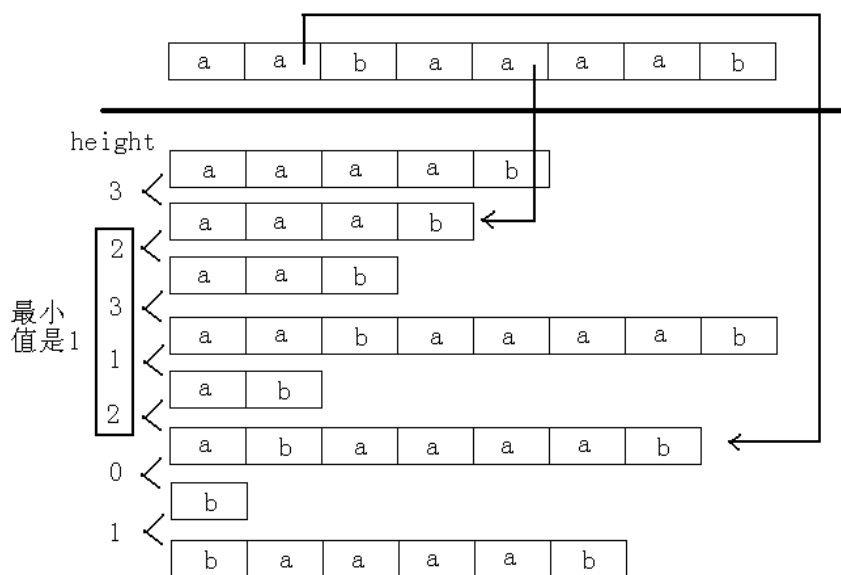 a a b a a a a b
height
a a a a b
3
a a a b
2
a a b
3
最小
值是1
a a b a a a a b
1
a b
2
a b a a a a b
0
b
1
b a a a a b